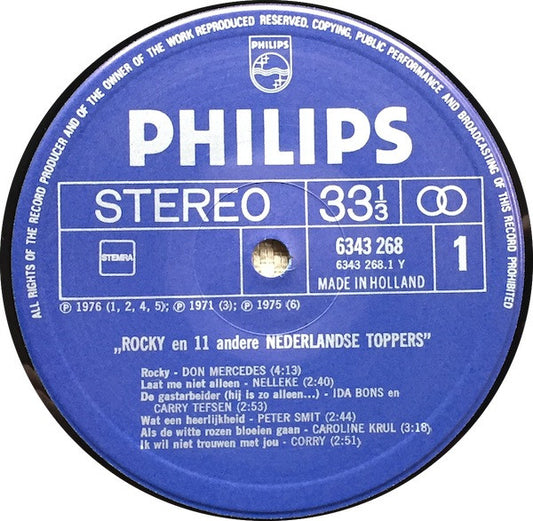 ALL RIGHTS OF THE RECORD PRODUCER AND OF THE OWNER OF THE WORK REPRODUCED RESERVED. COPYING, PUBLIC PERFORMANCE AND BROADCASTING OF THIS RECORD PROHIBITED
PHILIPS
PHILIPS
STEREO 33 1/3
STEMRA
6343 268
6343 268.1 Y
1
MADE IN HOLLAND
Ⓟ 1976 (1, 2, 4, 5); Ⓟ 1971 (3); Ⓟ 1975 (6)
„ROCKY en 11 andere NEDERLANDSE TOPPERS"
Rocky - DON MERCEDES (4:13)
Laat me niet alleen - NELLEKE (2:40)
De gastarbeider (hij is zo alleen...) - IDA BONS en
CARRY TEFSEN (2:53)
Wat een heerlijkheid - PETER SMIT (2:44)
Als de witte rozen bloeien gaan - CAROLINE KRUL (3:18)
Ik wil niet trouwen met jou - CORRY (2:51)